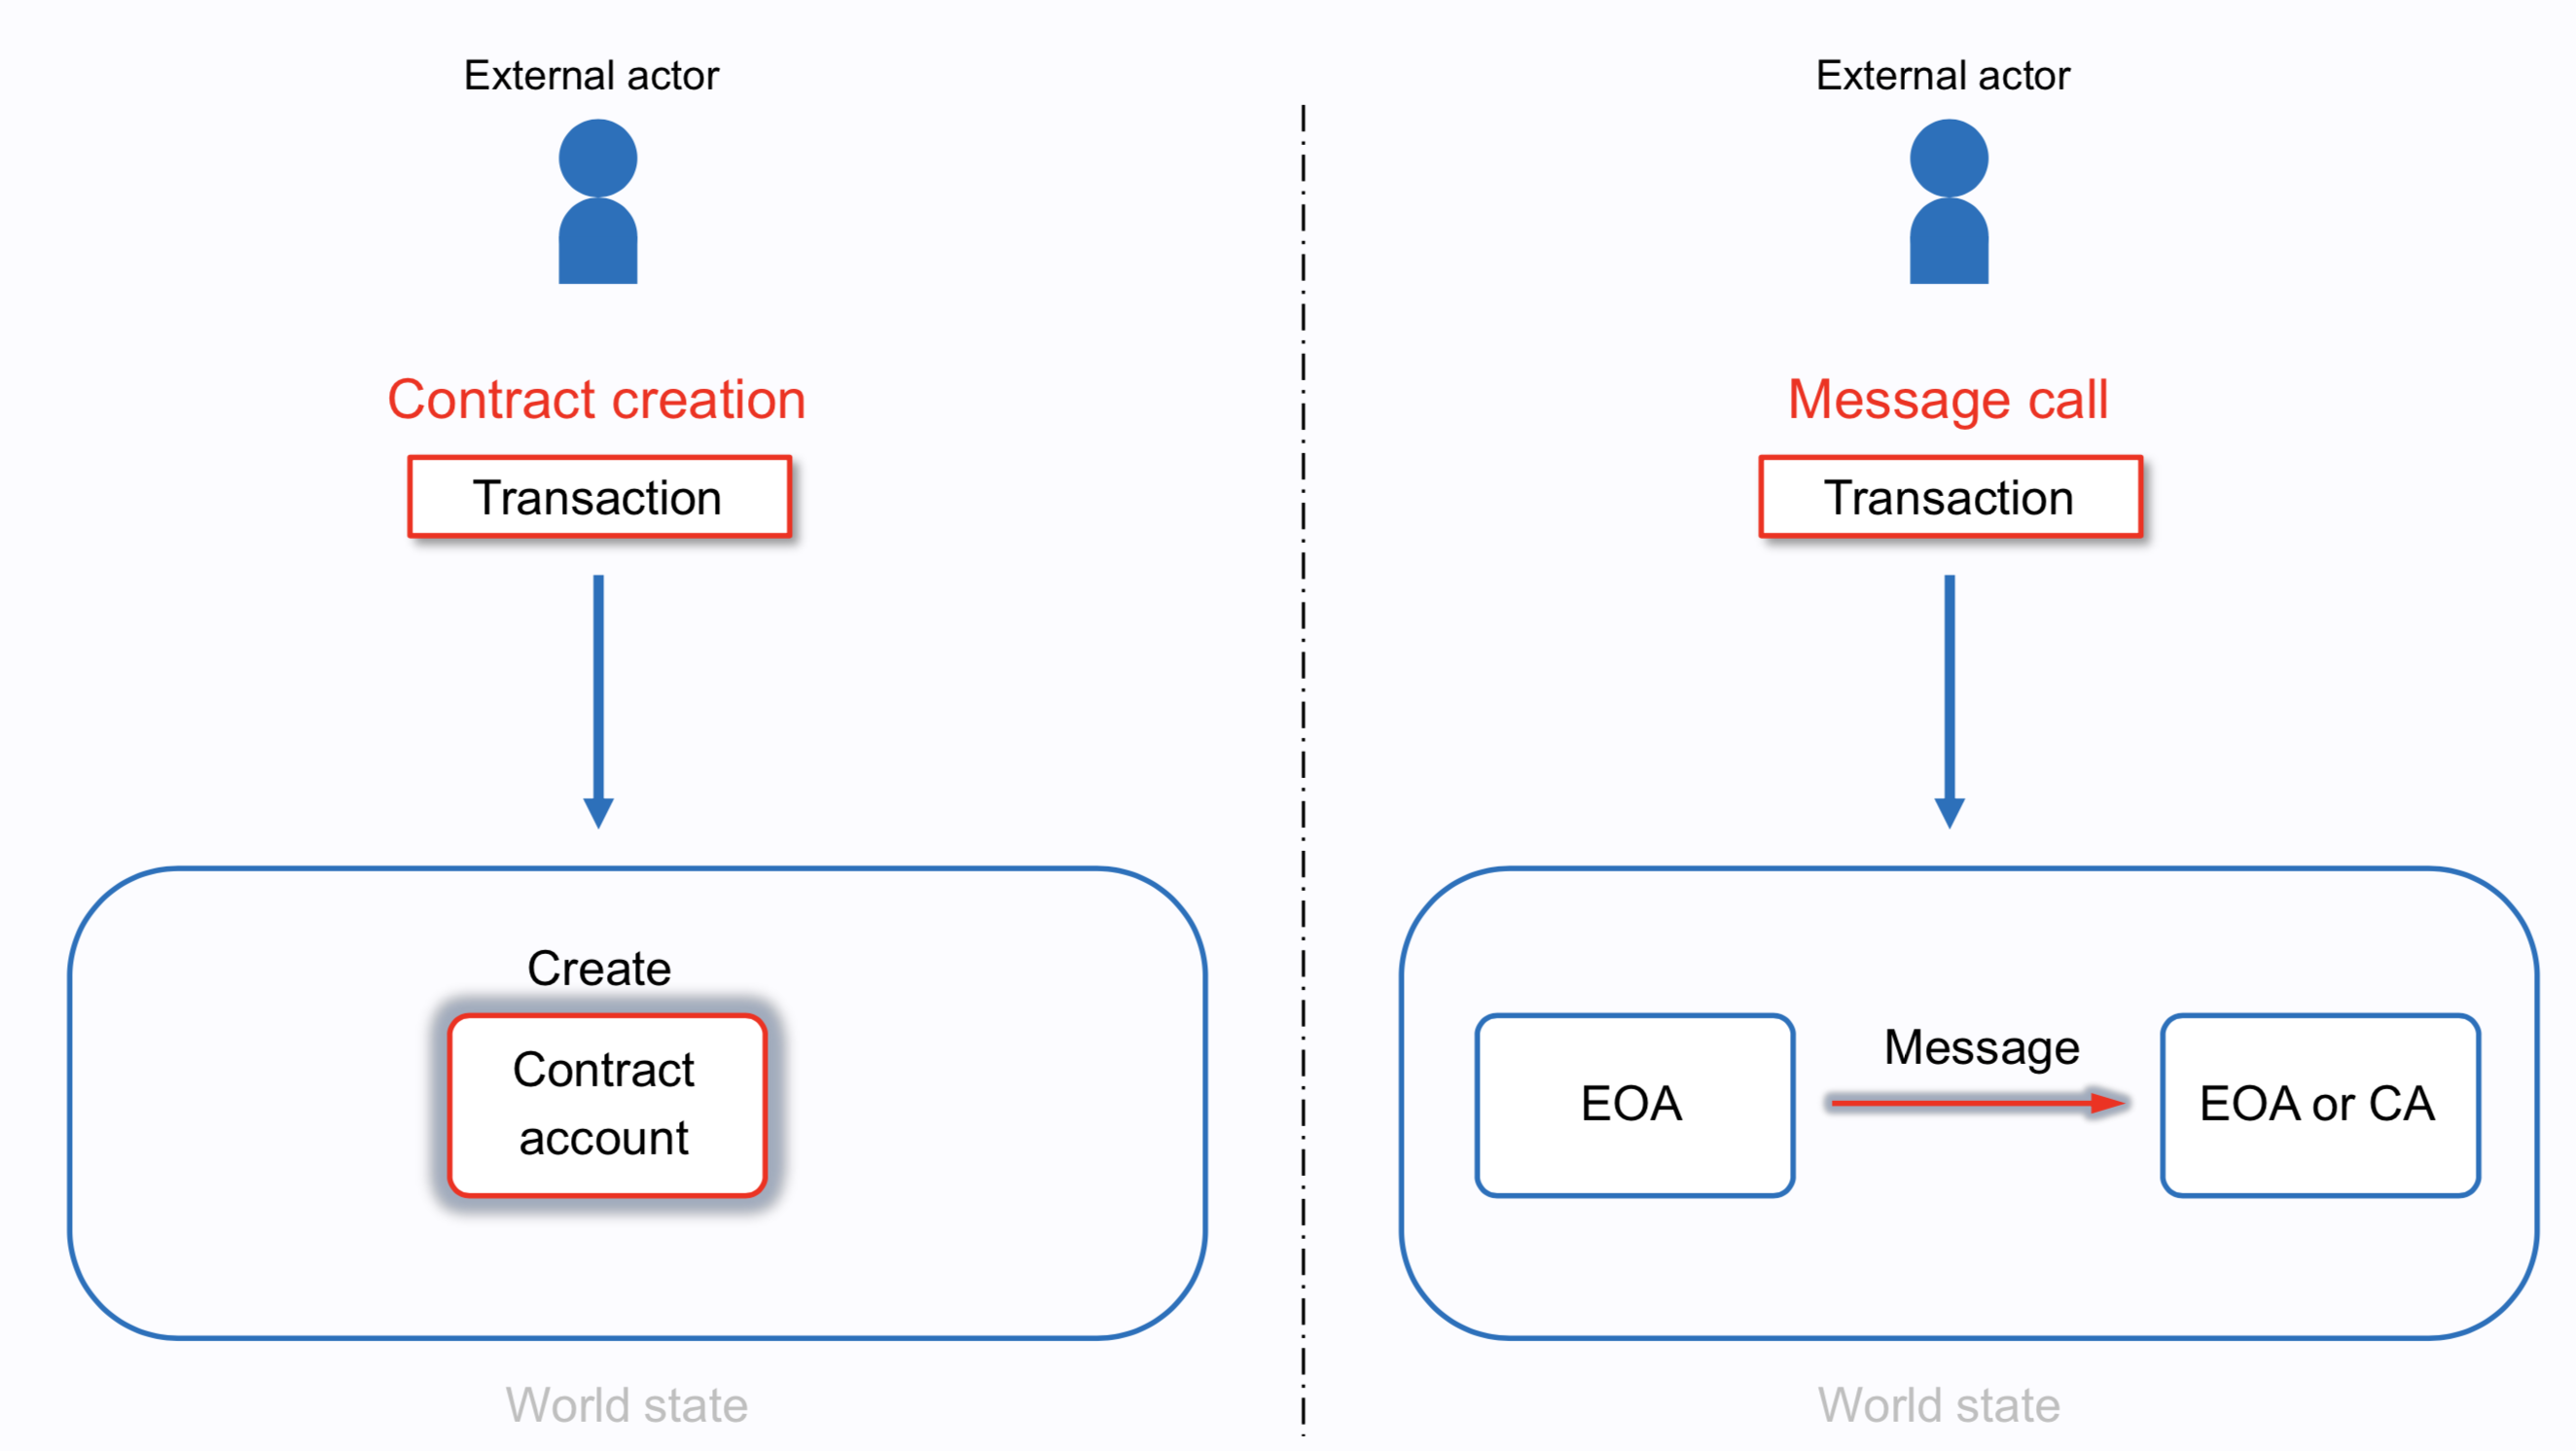 External actor
Contract creation
Transaction
Create
Contract
account
World state
External actor
Message call
Transaction
EOA
Message
EOA or CA
World state